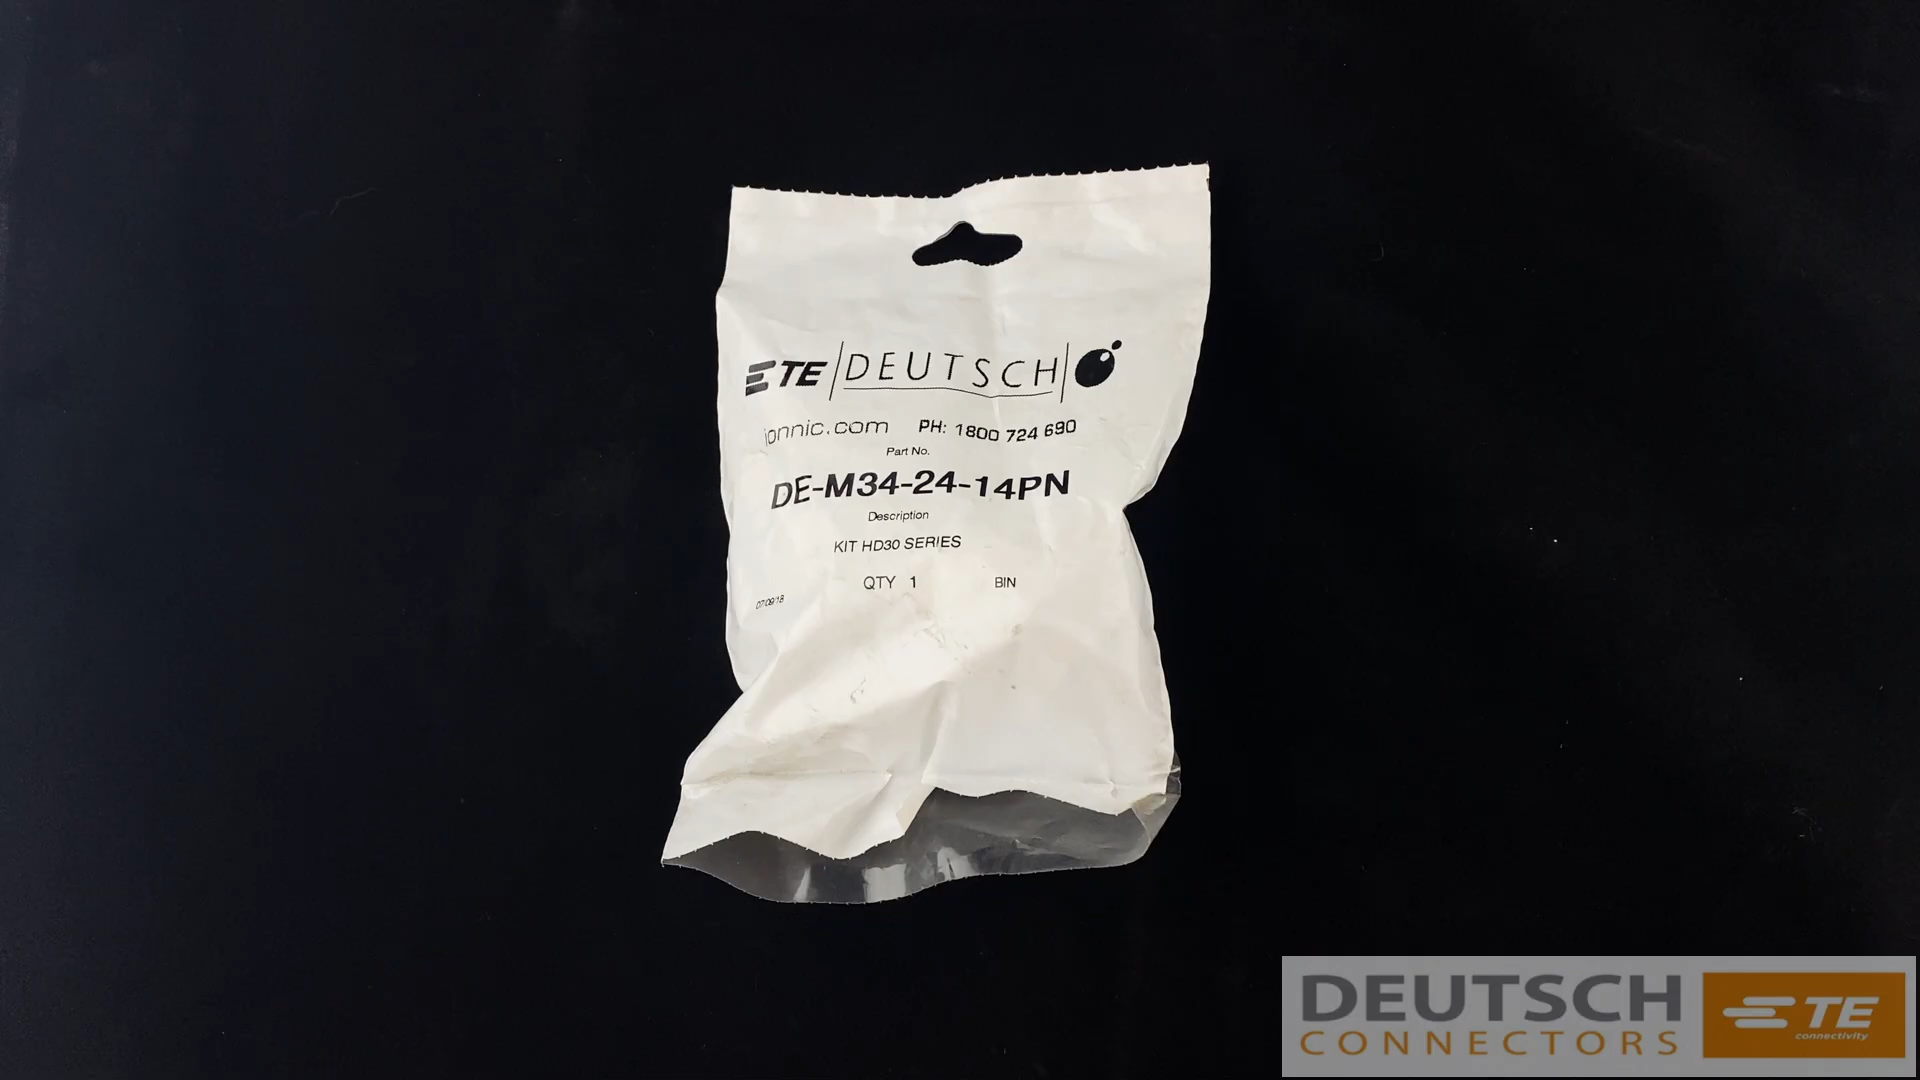 TE DEUTSCH
ionnic.com PH: 1800 724 690
Part No.
DE-M34-24-14PN
Description
KIT HD30 SERIES
QTY 1 BIN
07/09/18
DEUTSCH
CONNECTORS
TE
connectivity